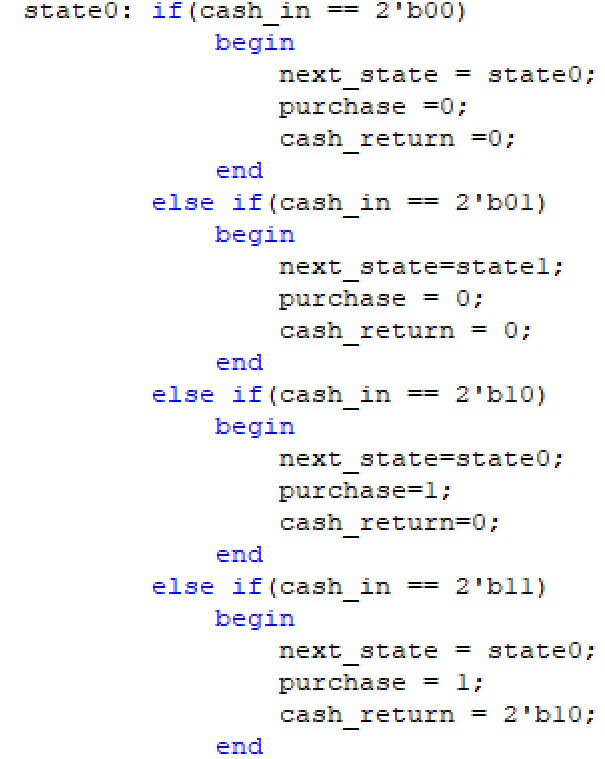 state0: if(cash_in == 2'b00)
begin
next_state = state0;
purchase =0;
cash_return =0;
end
else if(cash_in == 2'b01)
begin
next_state=state1;
purchase = 0;
cash_return = 0;
end
else if(cash_in == 2'b10)
begin
next_state=state0;
purchase=1;
cash_return=0;
end
else if(cash_in == 2'b11)
begin
next_state = state0;
purchase = 1;
cash_return = 2'b10;
end